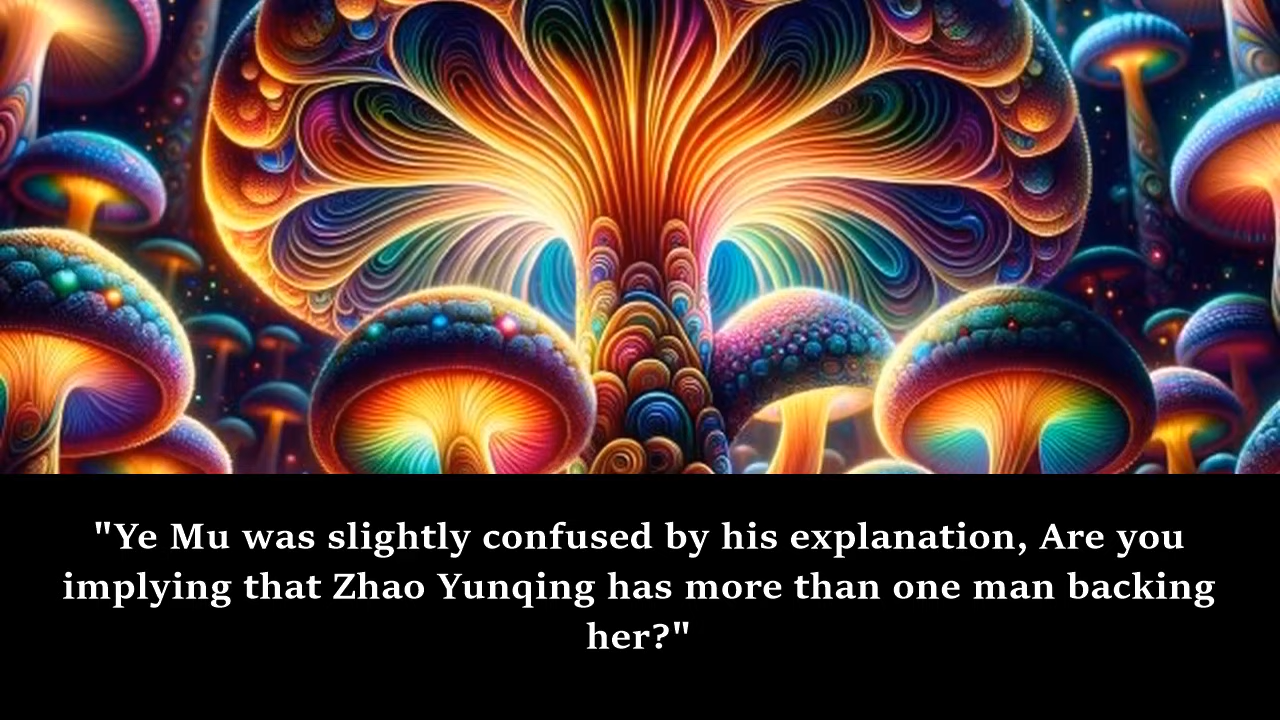 "Ye Mu was slightly confused by his explanation, Are you
implying that Zhao Yunqing has more than one man backing
her?"